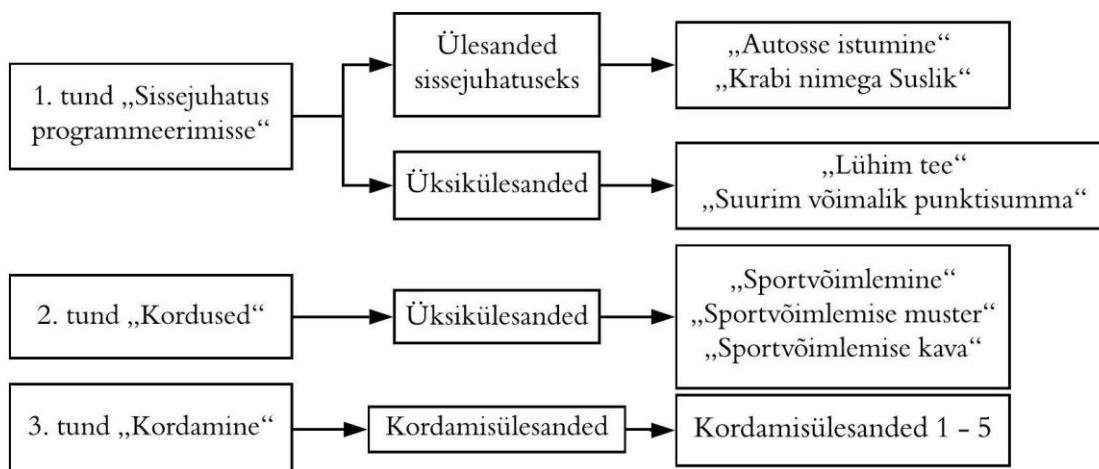 1. tund „Sissejuhatus
programmeerimisse“
Ülesanded
sissejuhatuseks
„Autosse istumine“
„Krabi nimega Suslik“
Üksikülesanded
„Lühim tee“
„Suurim võimalik punktisumma“
2. tund „Kordused“
Üksikülesanded
„Sportvõimlemine“
„Sportvõimlemise muster“
„Sportvõimlemise kava“
3. tund „Kordamine“
Kordamisülesanded
Kordamisülesanded 1 - 5